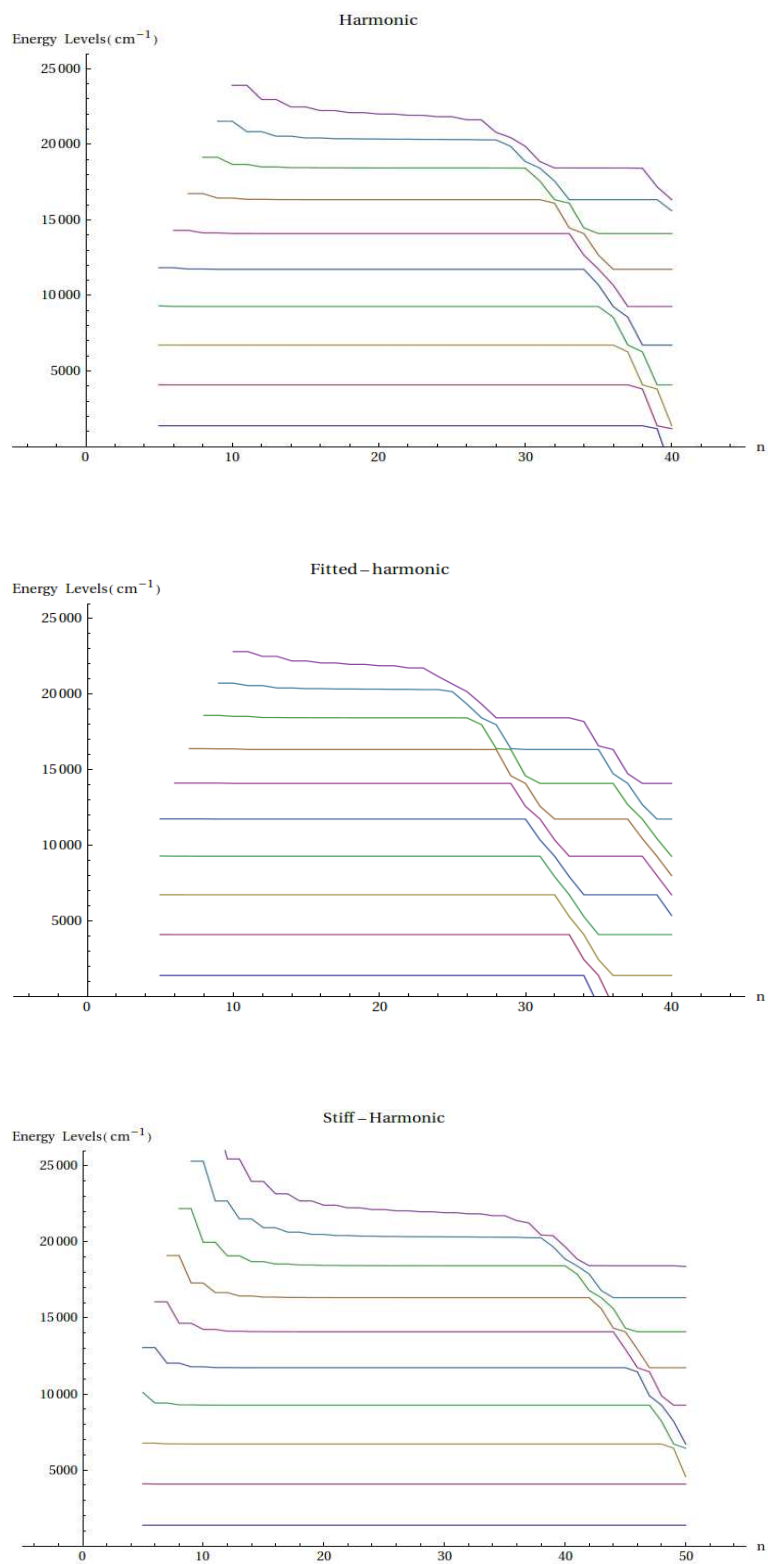 Harmonic
Energy Levels( cm⁻¹)
25 000
20 000
15 000
10 000
5000
0 10 20 30 40 n
Fitted–harmonic
Energy Levels( cm⁻¹)
25 000
20 000
15 000
10 000
5000
0 10 20 30 40 n
Stiff–Harmonic
Energy Levels( cm⁻¹)
25 000
20 000
15 000
10 000
5000
0 10 20 30 40 50 n